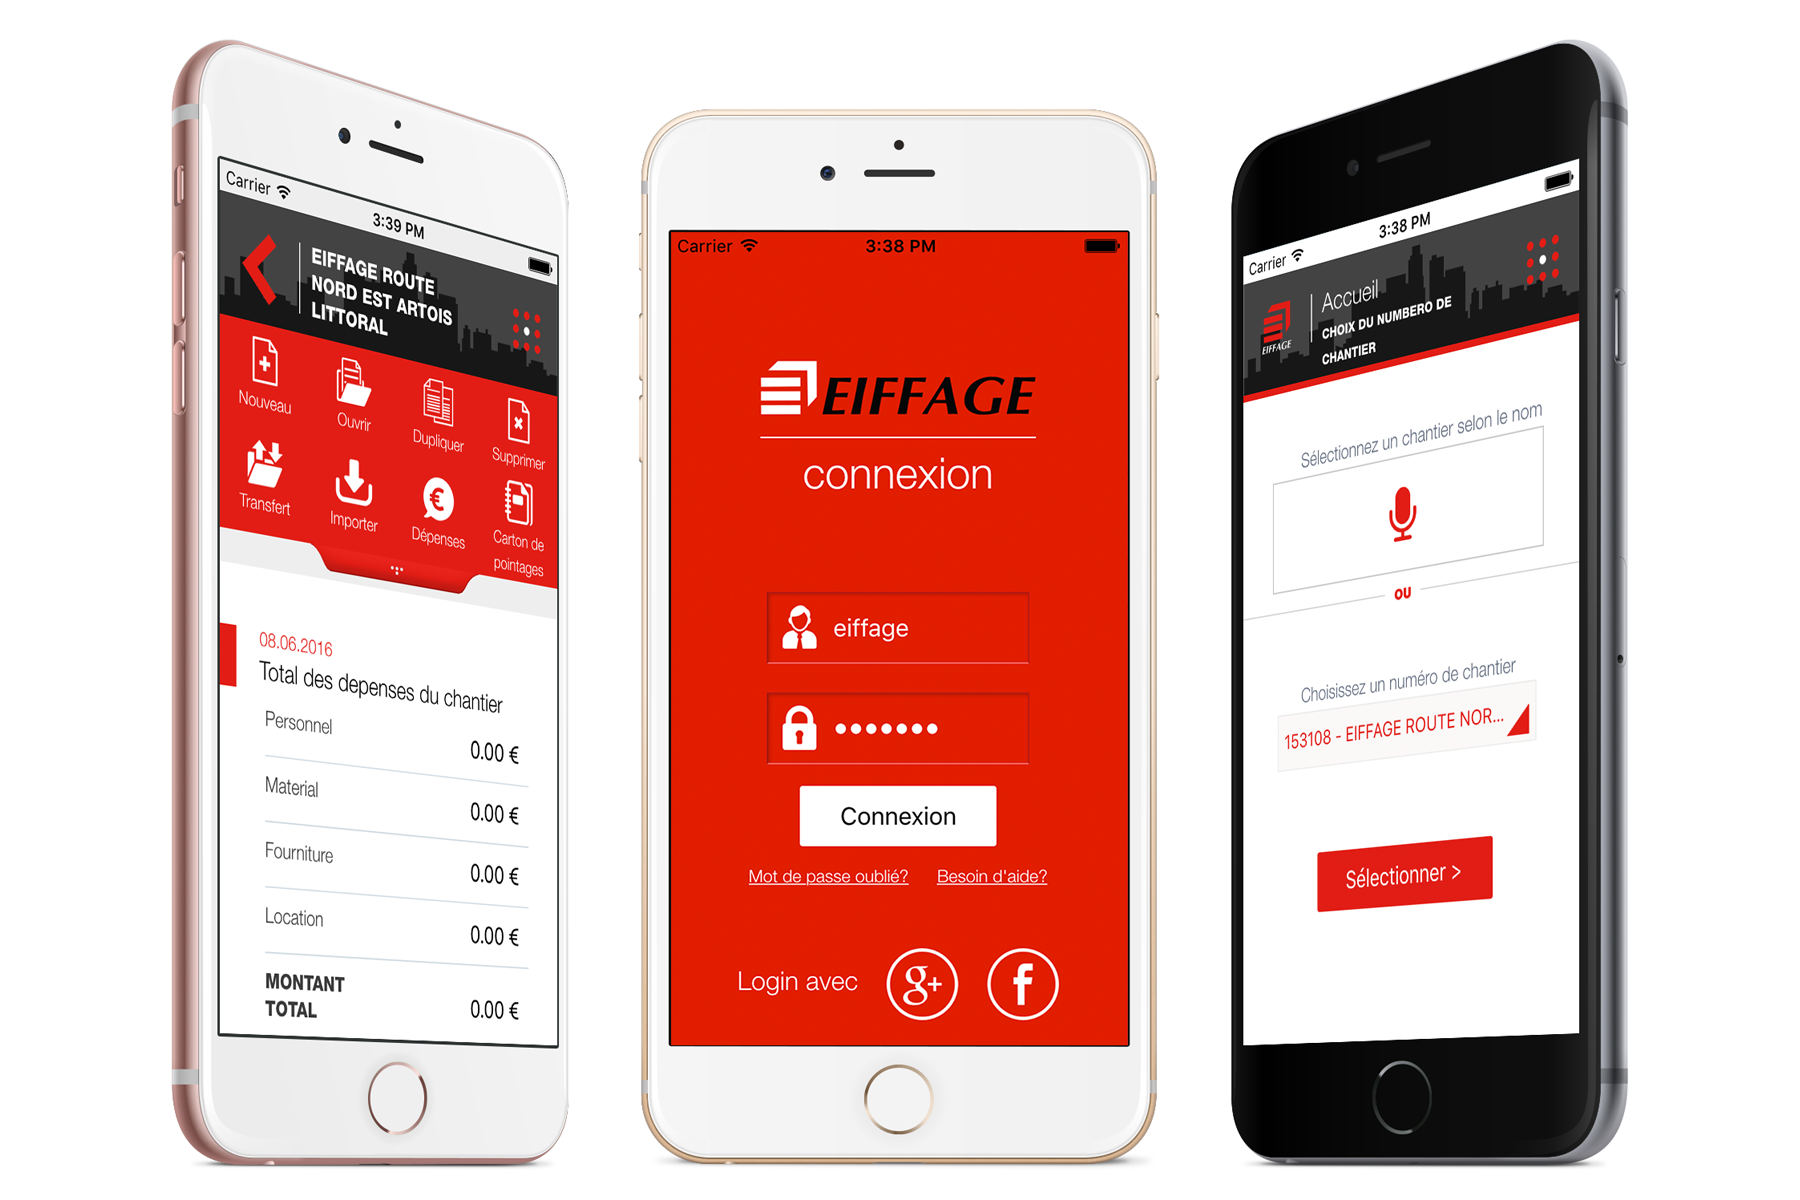 Carrier
3:39 PM
EIFFAGE ROUTE
NORD EST ARTOIS
LITTORAL
Nouveau
Ouvrir
Dupliquer
Supprimer
Transfert
Importer
€
Dépenses
Carton de
pointages
08.06.2016
Total des depenses du chantier
Personnel
0.00 €
Material
0.00 €
Fourniture
0.00 €
Location
0.00 €
MONTANT
TOTAL
0.00 €
Carrier
3:38 PM
EIFFAGE
connexion
eiffage
•••••••
Connexion
Mot de passe oublié? Besoin d'aide?
Login avec g+ f
Carrier
3:38 PM
EIFFAGE
Accueil
CHOIX DU NUMBERO DE
CHANTIER
Sélectionnez un chantier selon le nom
OU
Choisissez un numéro de chantier
153108 - EIFFAGE ROUTE NOR...
Sélectionner >